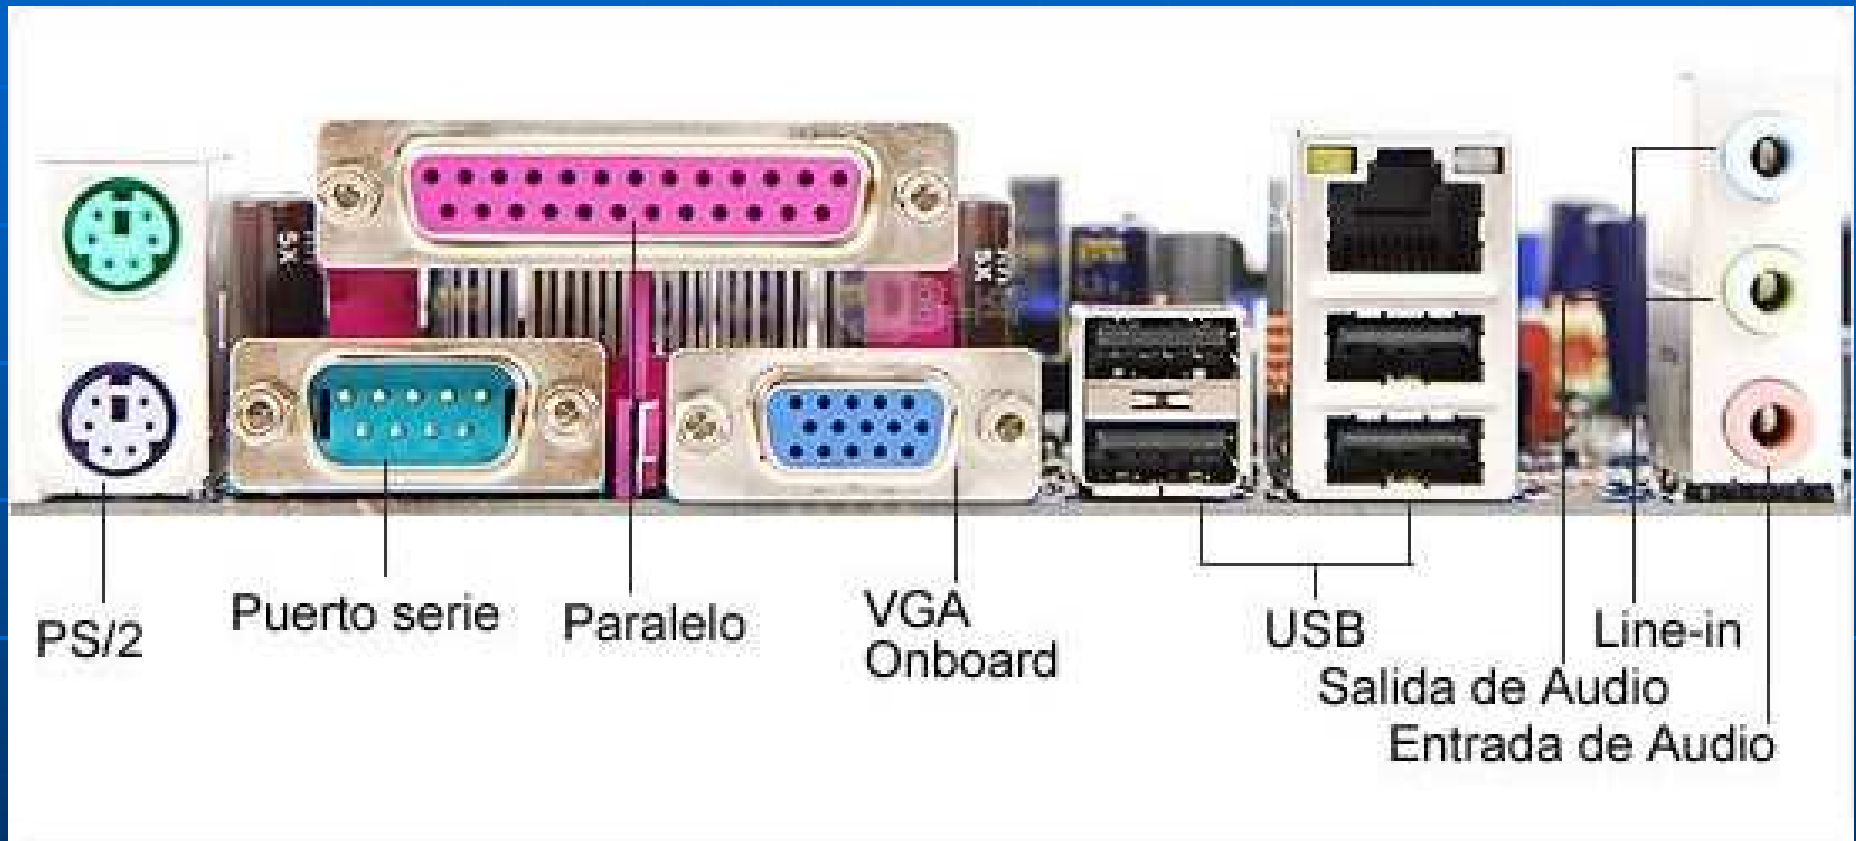 PS/2
Puerto serie
Paralelo
VGA
Onboard
USB
Line-in
Salida de Audio
Entrada de Audio